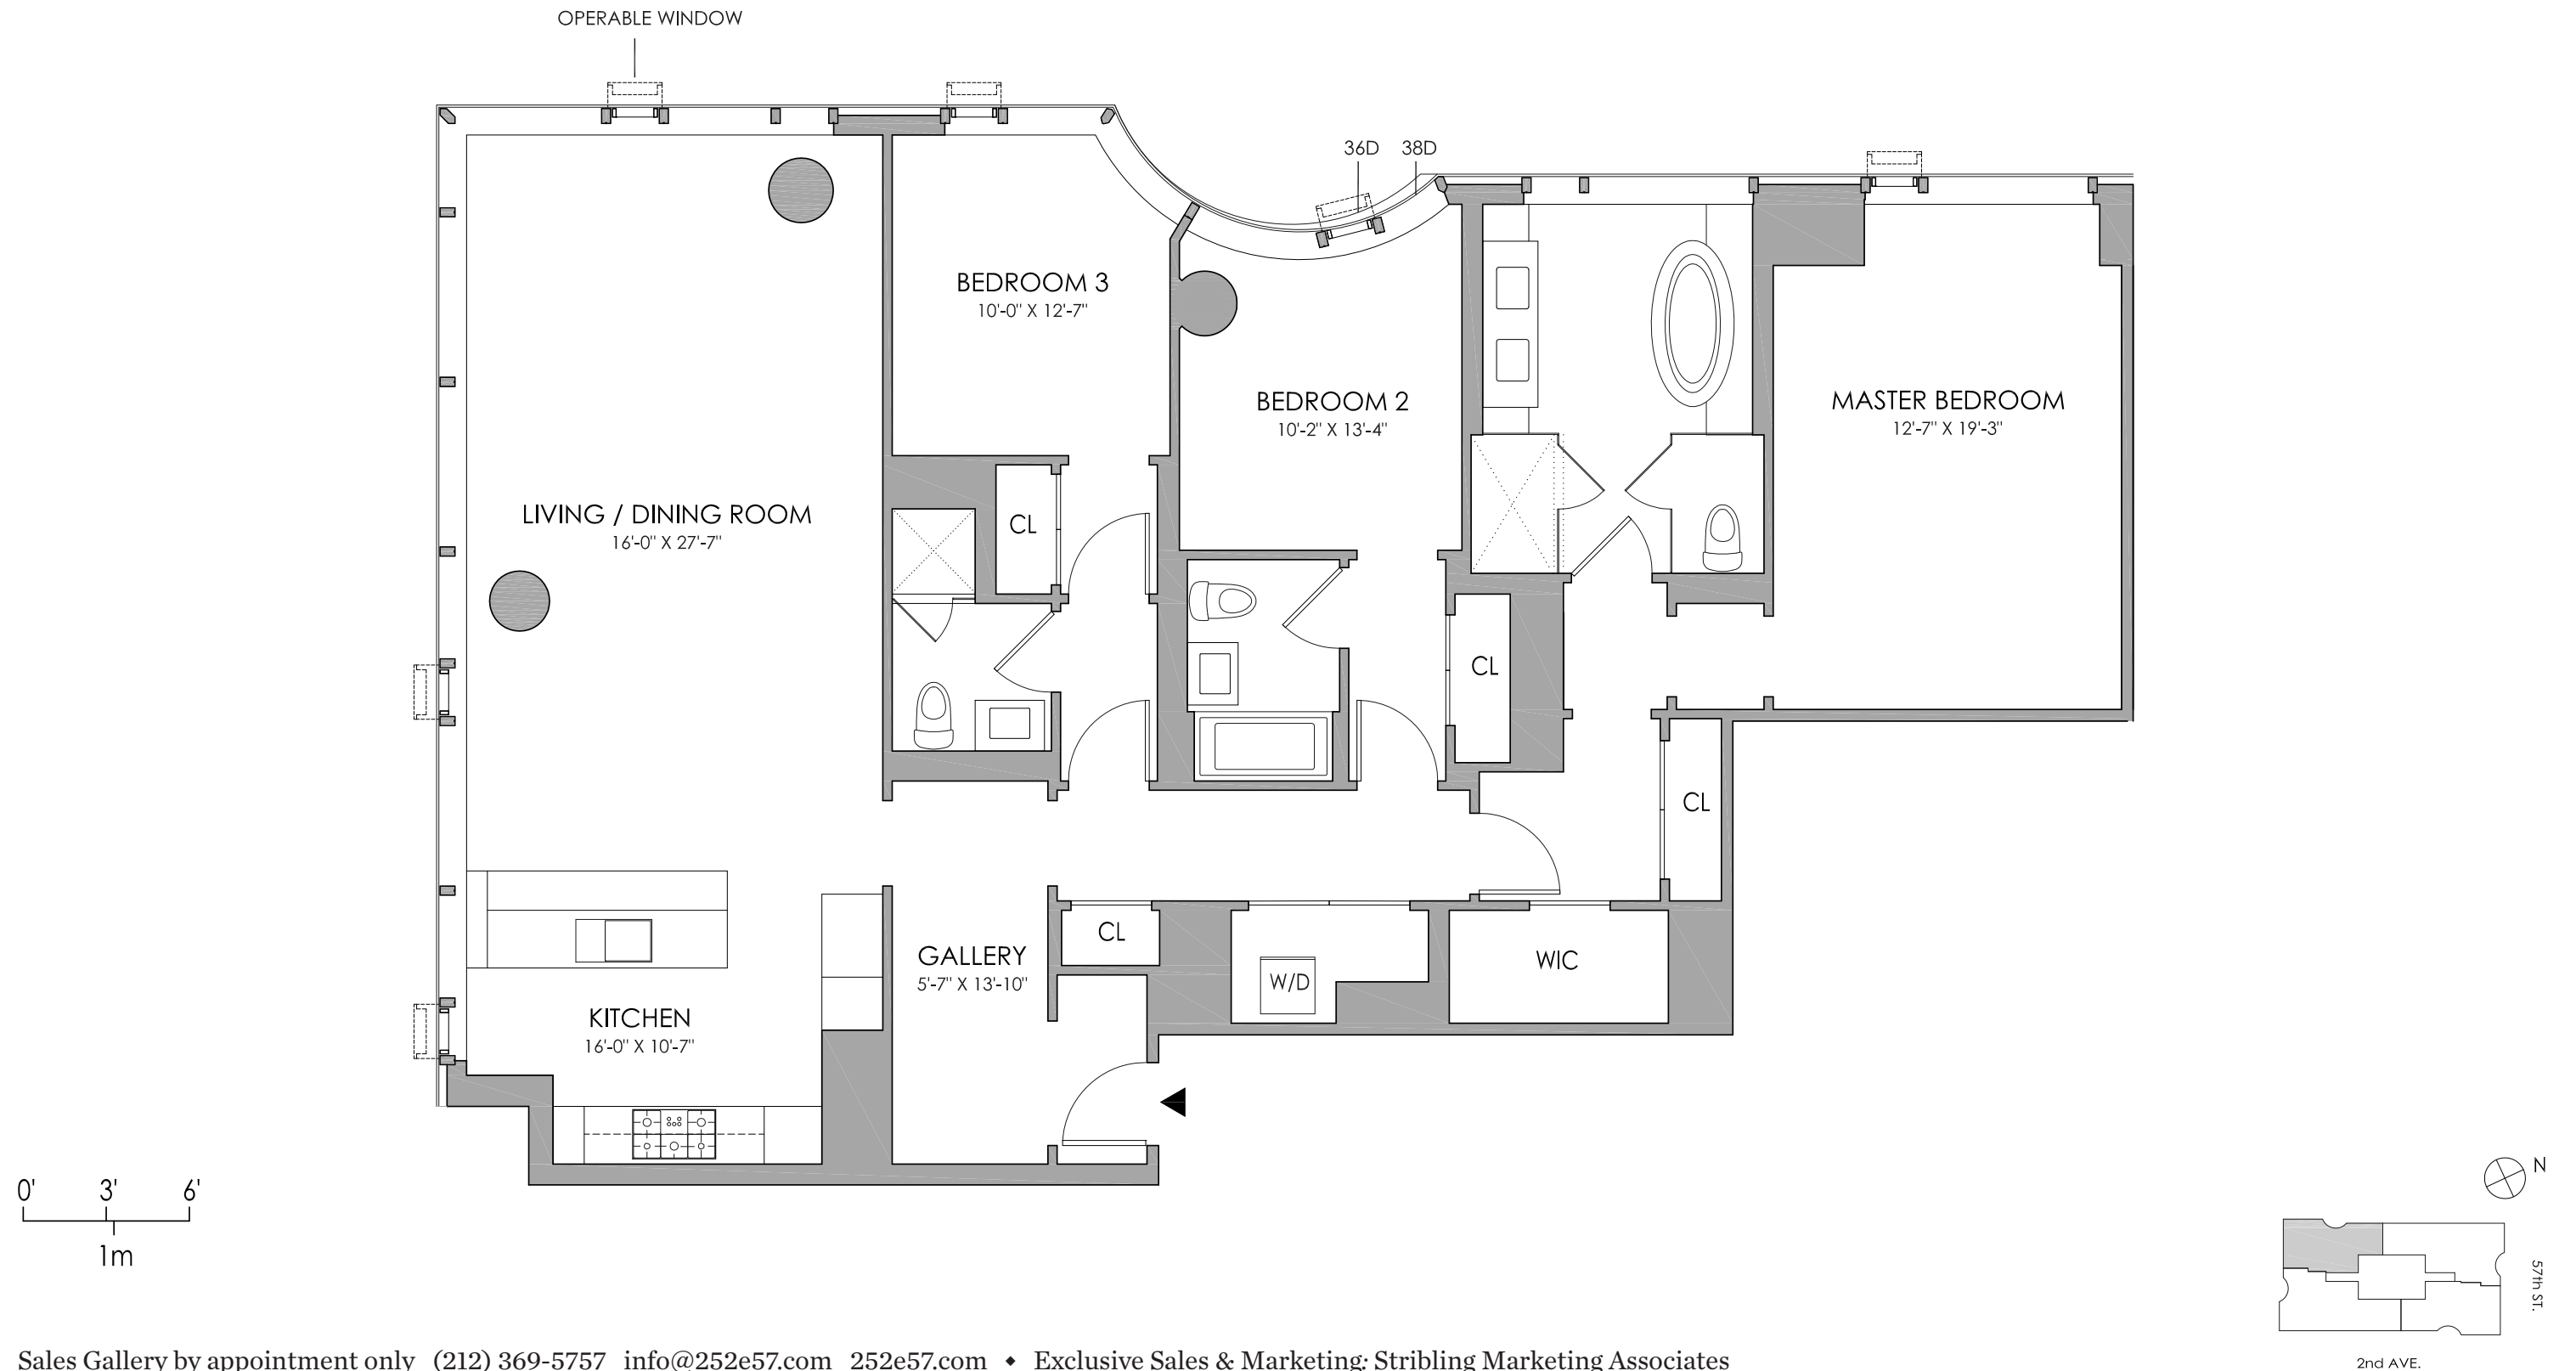 OPERABLE WINDOW
36D 38D
BEDROOM 3
10'-0" X 12'-7"
BEDROOM 2
10'-2" X 13'-4"
MASTER BEDROOM
12'-7" X 19'-3"
LIVING / DINING ROOM
16'-0" X 27'-7"
CL
CL
CL
CL
GALLERY
5'-7" X 13'-10"
W/D
WIC
KITCHEN
16'-0" X 10'-7"
0' 3' 6'
1m
N
57th ST.
2nd AVE.
Sales Gallery by appointment only (212) 369-5757 info@252e57.com 252e57.com ◆ Exclusive Sales & Marketing: Stribling Marketing Associates